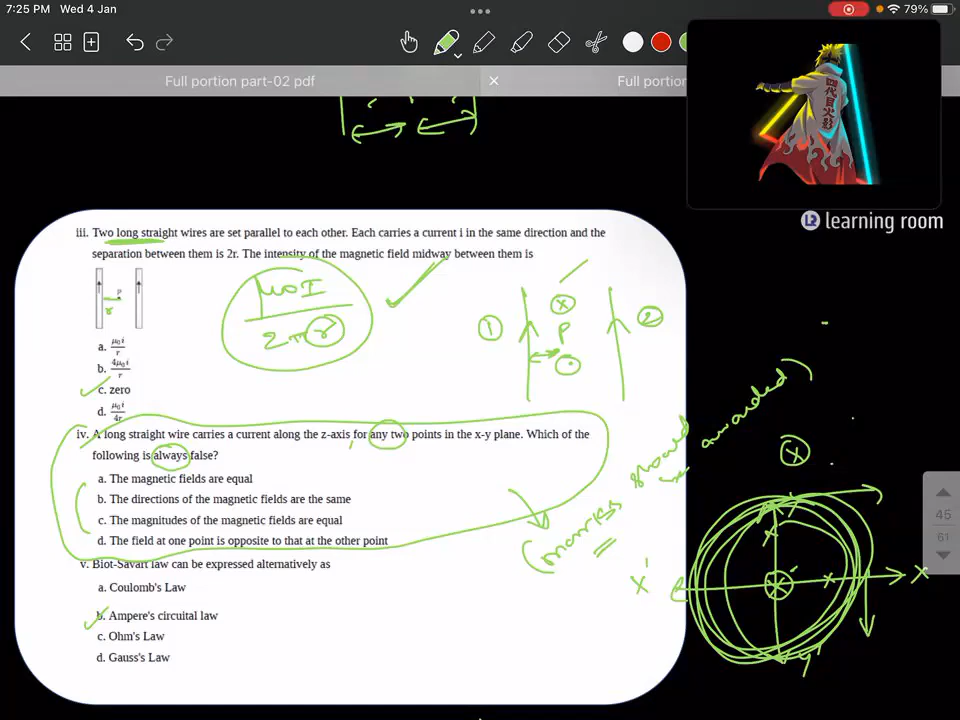 7:25 PM Wed 4 Jan
79%
Full portion part-02 pdf
Full portion
四代目火影
learning room
iii. Two long straight wires are set parallel to each other. Each carries a current i in the same direction and the
separation between them is 2r. The intensity of the magnetic field midway between them is
P
r
μ₀I
2πr
1
X
P
2
a. μ₀i/r
b. 4μ₀i/r
c. zero
d. μ₀i/4r
iv. A long straight wire carries a current along the z-axis for any two points in the x-y plane. Which of the
following is always false?
a. The magnetic fields are equal
b. The directions of the magnetic fields are the same
c. The magnitudes of the magnetic fields are equal
d. The field at one point is opposite to that at the other point
(marks should be awarded)
v. Biot-Savart law can be expressed alternatively as
a. Coulomb's Law
b. Ampere's circuital law
c. Ohm's Law
d. Gauss's Law
X
X'
X
Y'
45
61